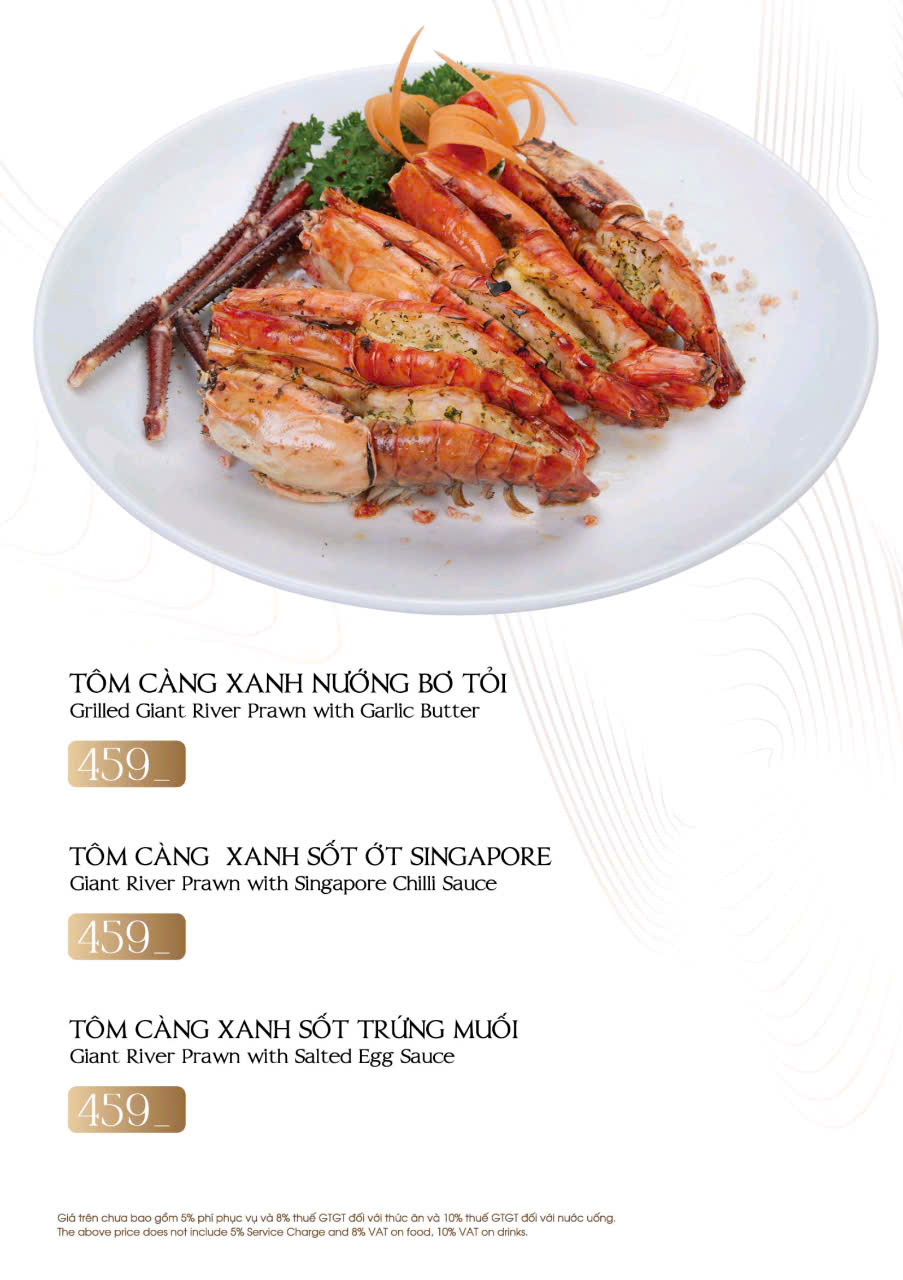 TÔM CÀNG XANH NƯỚNG BƠ TỎI
Grilled Giant River Prawn with Garlic Butter
459_
TÔM CÀNG XANH SỐT ỚT SINGAPORE
Giant River Prawn with Singapore Chilli Sauce
459_
TÔM CÀNG XANH SỐT TRỨNG MUỐI
Giant River Prawn with Salted Egg Sauce
459_
Giá trên chưa bao gồm 5% phí phục vụ và 8% thuế GTGT đối với thức ăn và 10% thuế GTGT đối với nước uống.
The above price does not include 5% Service Charge and 8% VAT on food, 10% VAT on drinks.